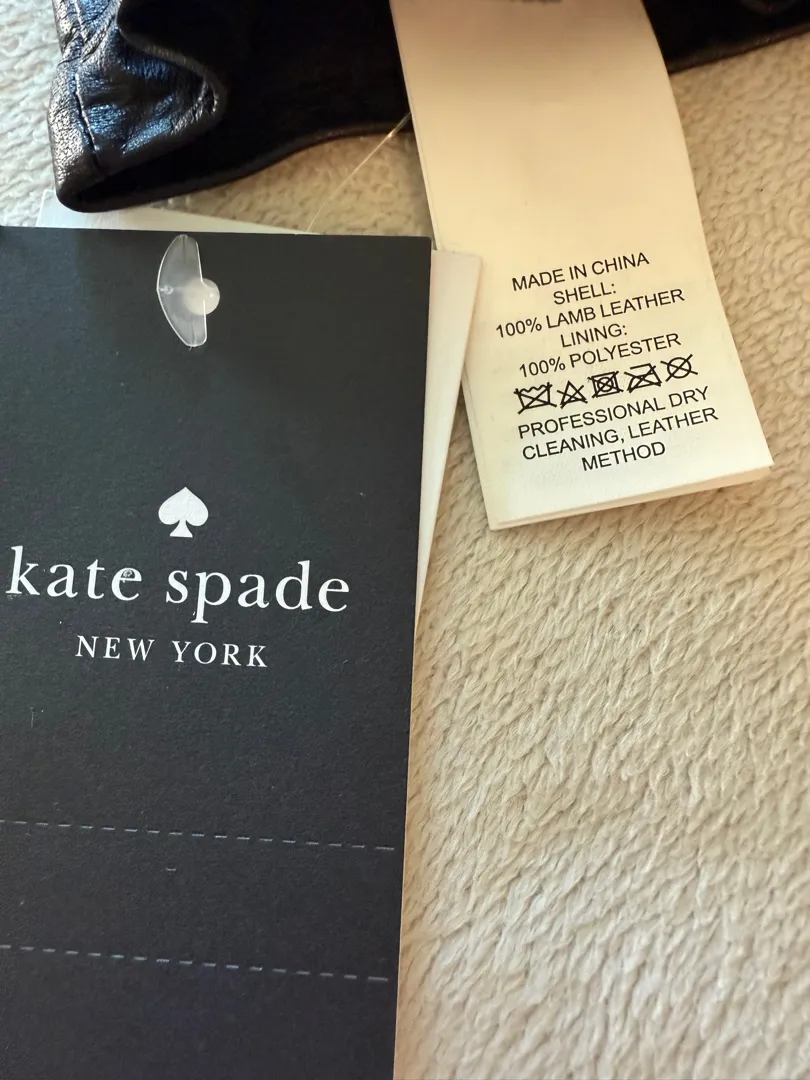 MADE IN CHINA
SHELL:
100% LAMB LEATHER
LINING:
100% POLYESTER
PROFESSIONAL DRY
CLEANING, LEATHER
METHOD
kate spade
NEW YORK